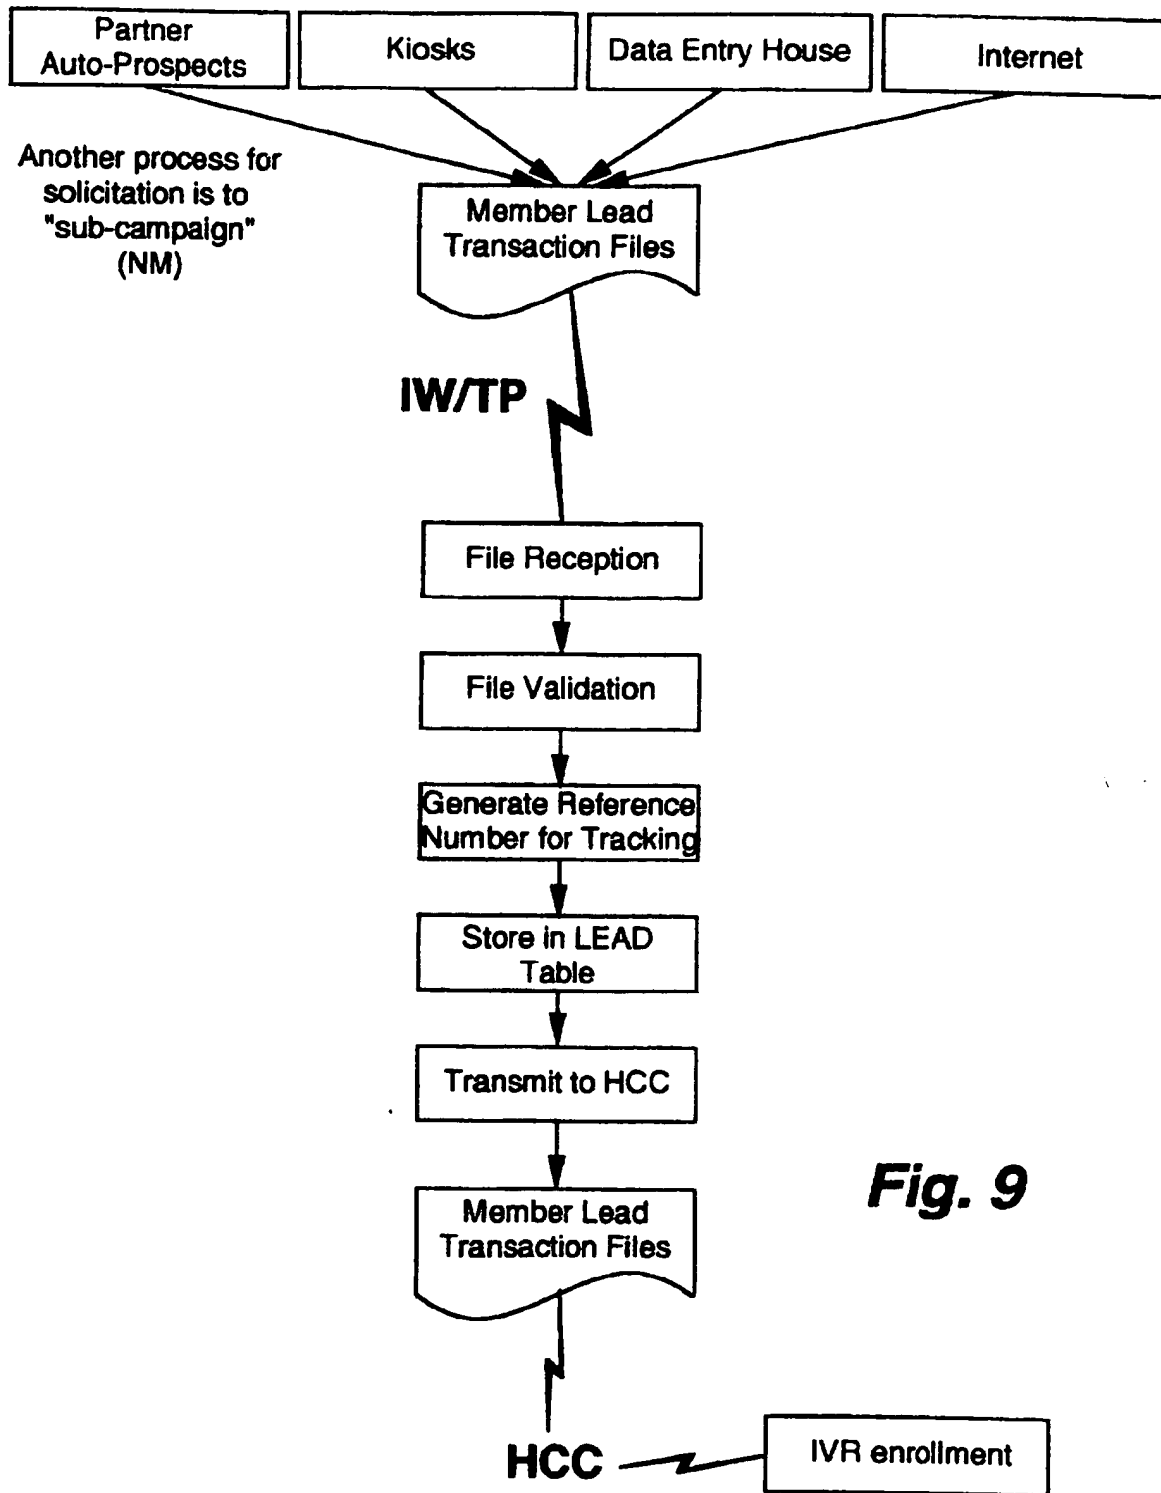 Partner
Auto-Prospects
Kiosks
Data Entry House
Internet
Another process for
solicitation is to
"sub-campaign"
(NM)
Member Lead
Transaction Files
IW/TP
File Reception
File Validation
Generate Reference
Number for Tracking
Store in LEAD
Table
Transmit to HCC
Member Lead
Transaction Files
Fig. 9
HCC
IVR enrollment